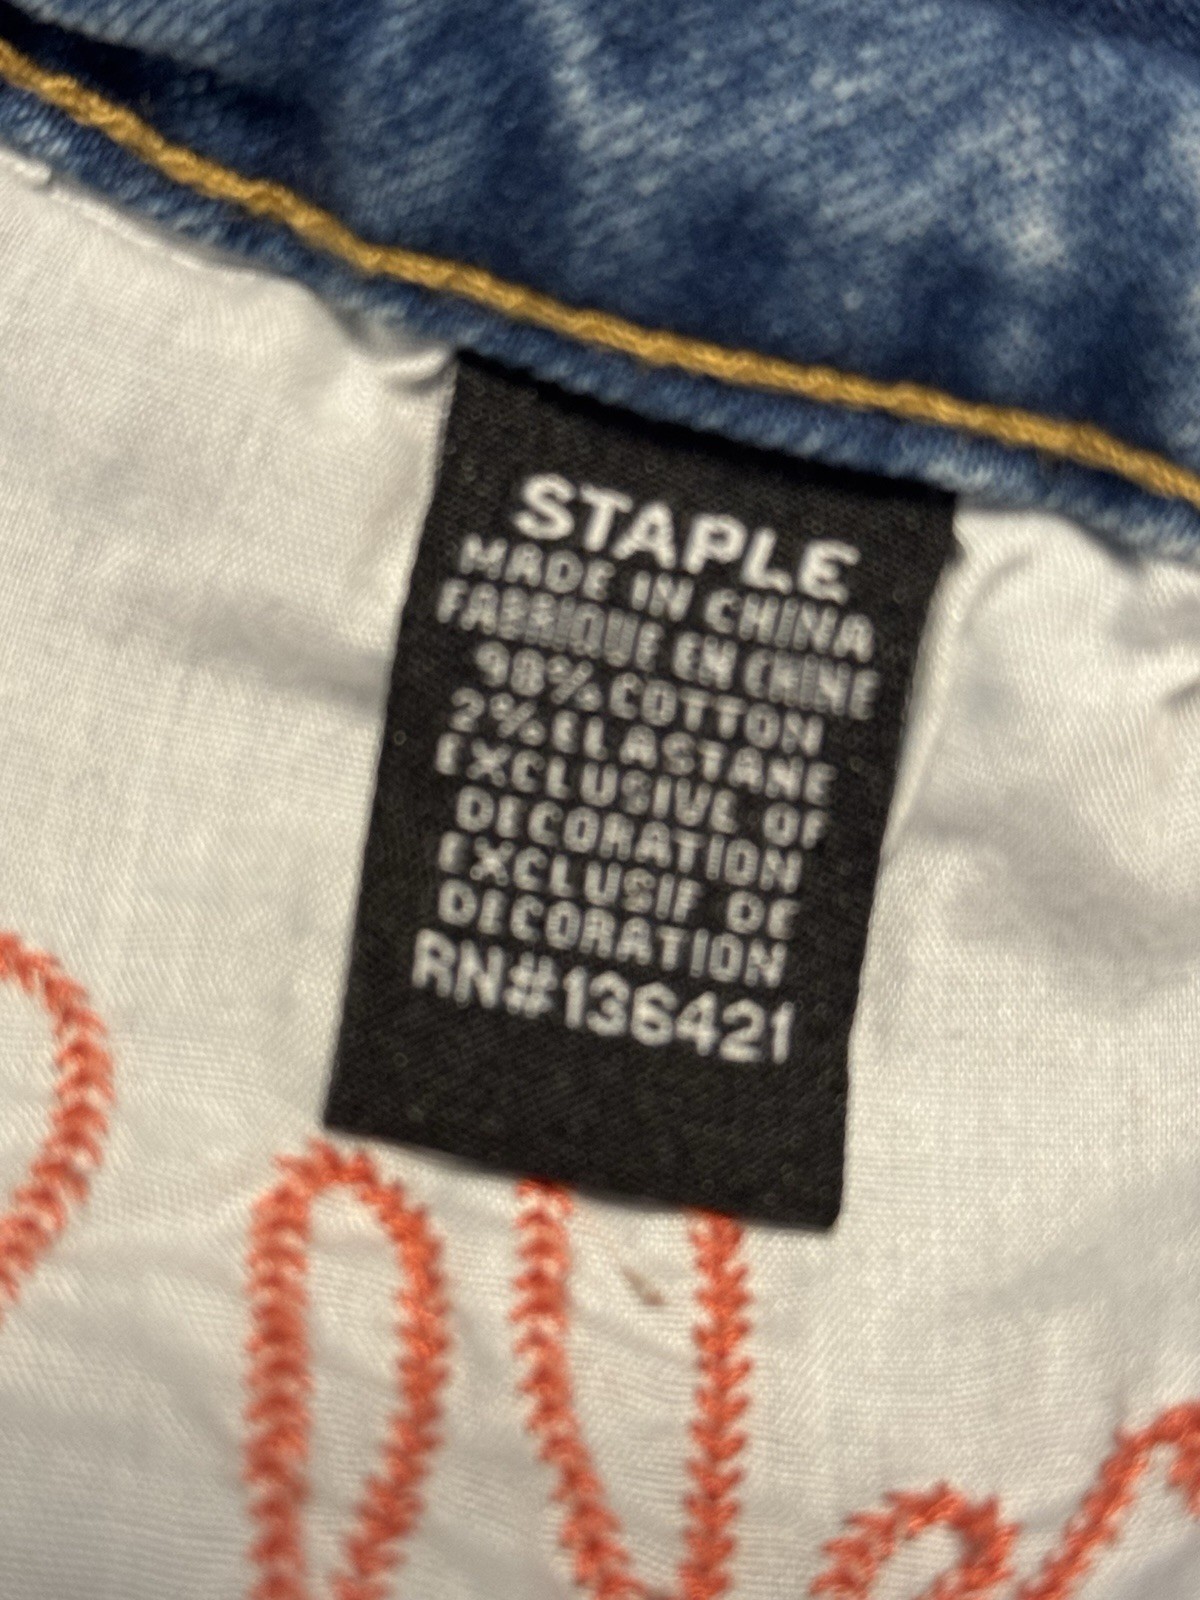 STAPLE
MADE IN CHINA
FABRIQUE EN CHINE
98% COTTON
2% ELASTANE
EXCLUSIVE OF
DECORATION
EXCLUSIF DE
DECORATION
RN#136421